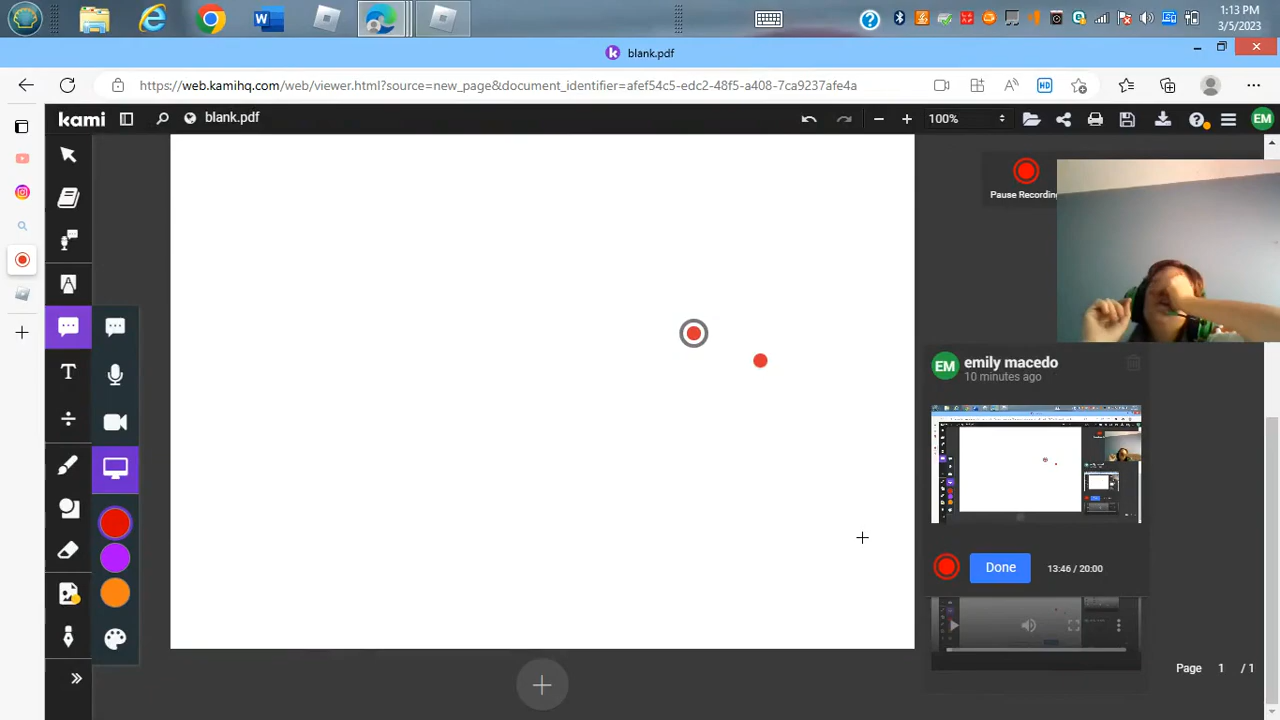 1:13 PM
3/5/2023
blank.pdf
https://web.kamihq.com/web/viewer.html?source=new_page&document_identifier=afef54c5-edc2-48f5-a408-7ca9237afe4a
kami
blank.pdf
100%
EM
Pause Recording
EM
emily macedo
10 minutes ago
Done
13:46 / 20:00
Page 1 / 1